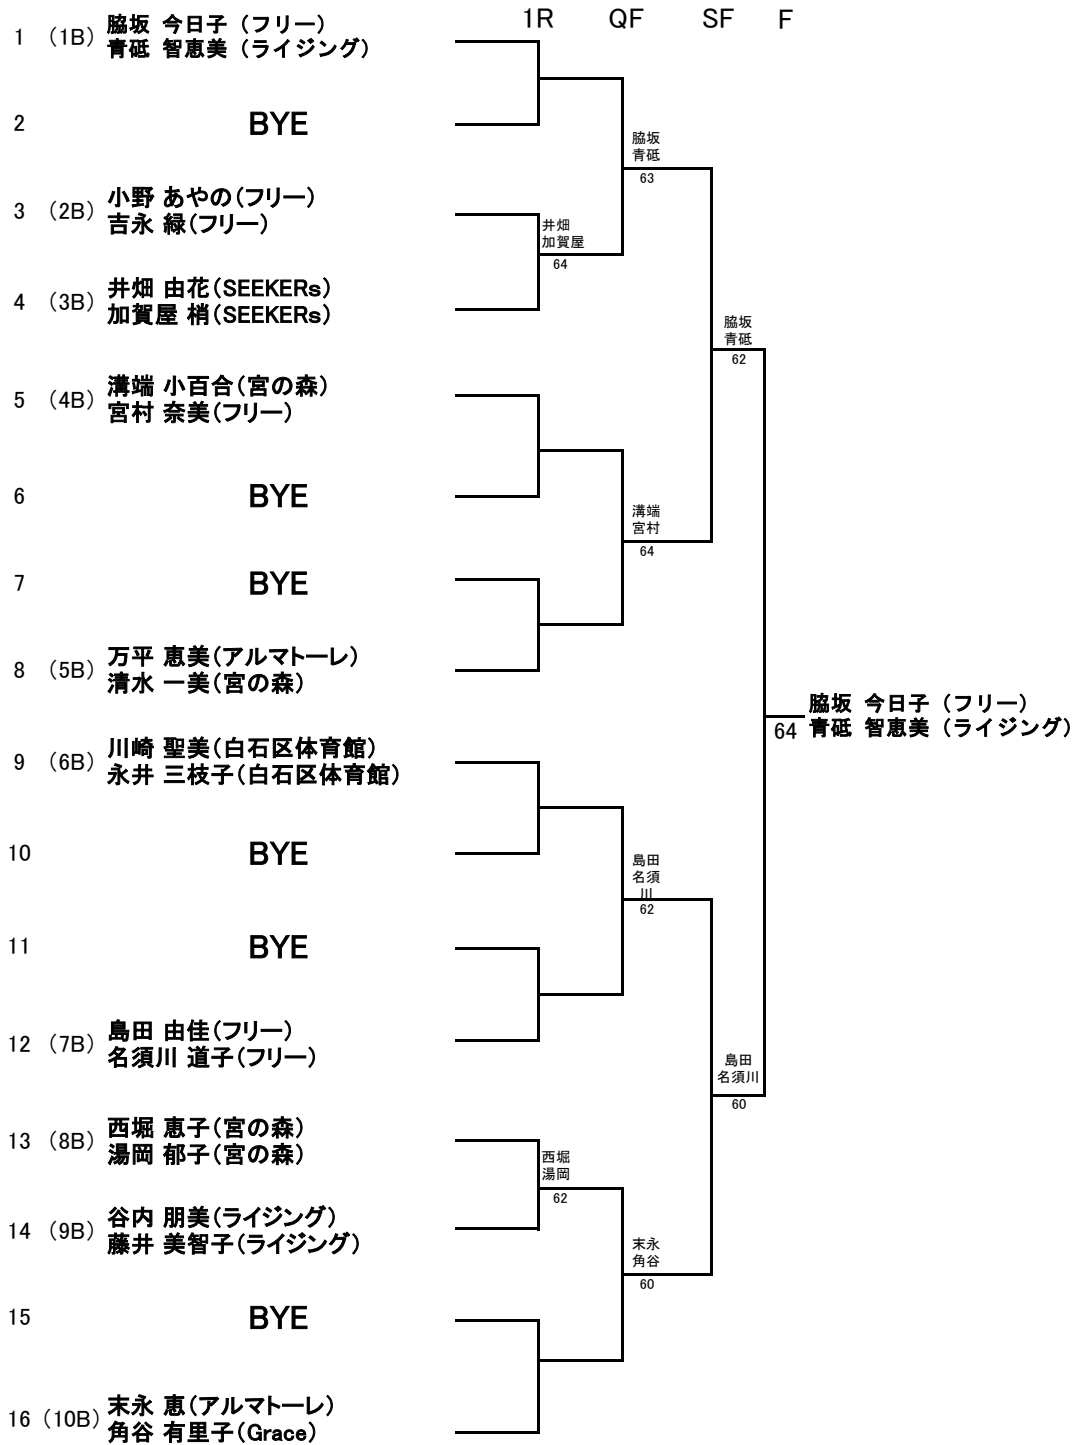 1R QF SF F
1 (1B) 脇坂 今日子 (フリー)
青砥 智恵美 (ライジング)
2 BYE
脇坂
青砥
63
3 (2B) 小野 あやの(フリー)
吉永 緑(フリー)
井畑
加賀屋
64
4 (3B) 井畑 由花(SEEKERs)
加賀屋 梢(SEEKERs)
脇坂
青砥
62
5 (4B) 溝端 小百合(宮の森)
宮村 奈美(フリー)
6 BYE
溝端
宮村
64
7 BYE
8 (5B) 万平 恵美(アルマトーレ)
清水 一美(宮の森)
脇坂 今日子 (フリー)
64 青砥 智恵美 (ライジング)
9 (6B) 川崎 聖美(白石区体育館)
永井 三枝子(白石区体育館)
10 BYE
島田
名須
川
62
11 BYE
12 (7B) 島田 由佳(フリー)
名須川 道子(フリー)
島田
名須川
60
13 (8B) 西堀 恵子(宮の森)
湯岡 郁子(宮の森)
西堀
湯岡
62
14 (9B) 谷内 朋美(ライジング)
藤井 美智子(ライジング)
末永
角谷
60
15 BYE
16 (10B) 末永 恵(アルマトーレ)
角谷 有里子(Grace)